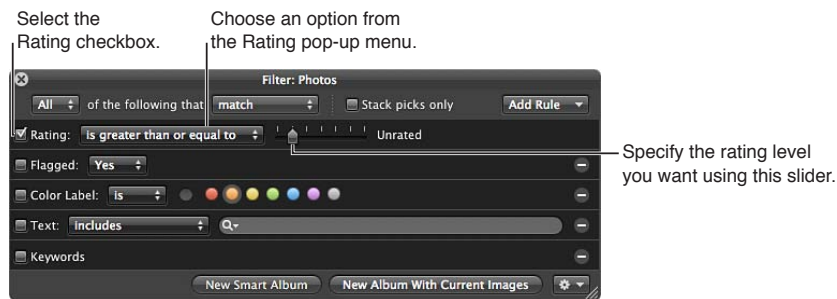 Select the
Rating checkbox.
Choose an option from
the Rating pop-up menu.
Filter: Photos
All of the following that match Stack picks only Add Rule
Rating: is greater than or equal to Unrated
Specify the rating level
you want using this slider.
Flagged: Yes
Color Label: is
Text: includes
Keywords
New Smart Album New Album With Current Images